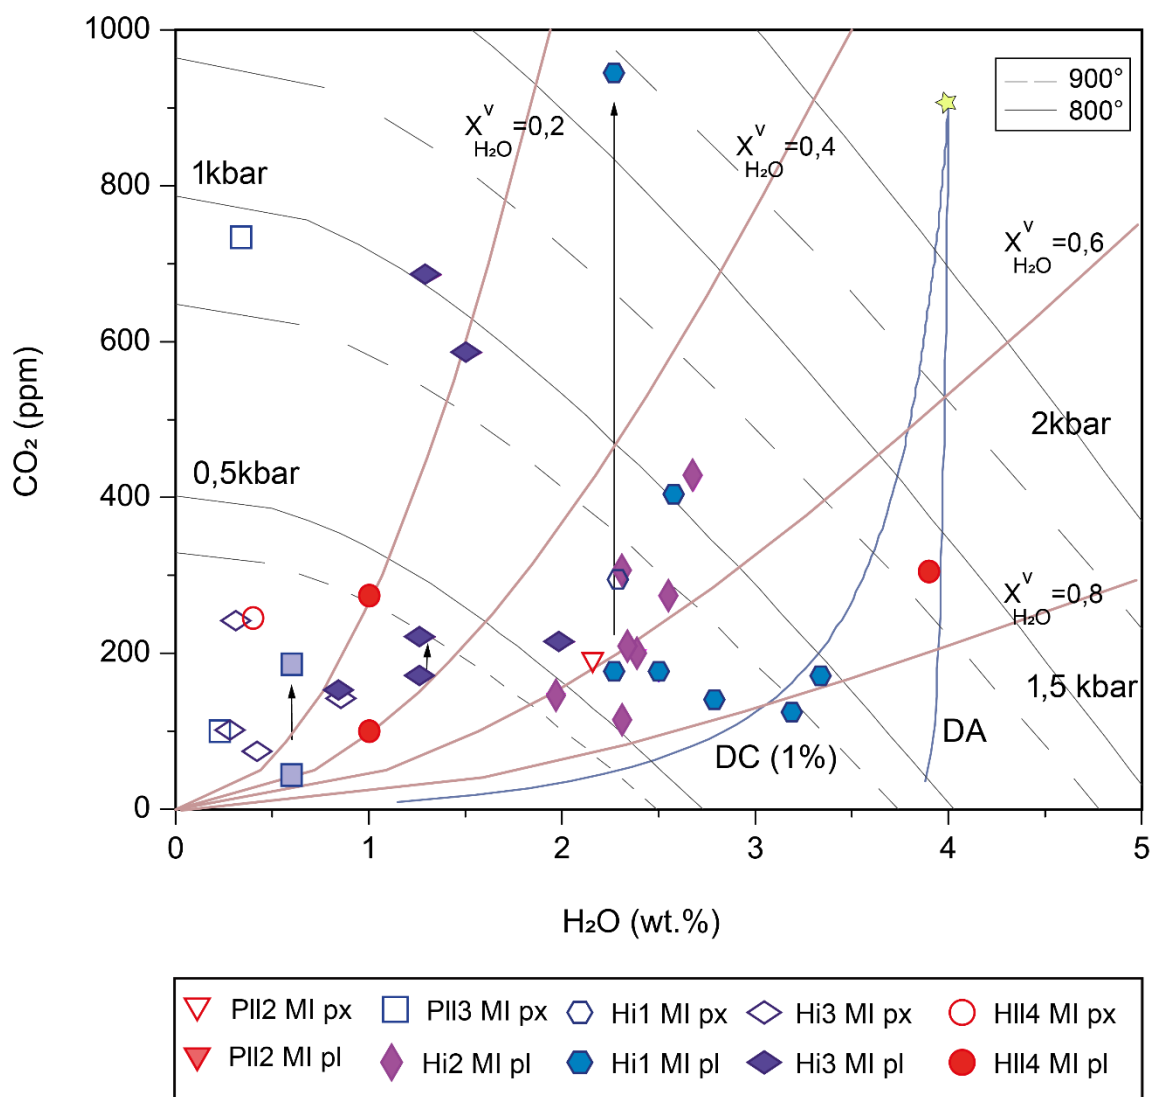 1000
900°
800°
X^V_H₂O=0,2
X^V_H₂O=0,4
1kbar
800
X^V_H₂O=0,6
600
CO₂ (ppm)
2kbar
0,5kbar
400
X^V_H₂O=0,8
200
1,5 kbar
DC (1%)
DA
0
0 1 2 3 4 5
H₂O (wt.%)
PII2 MI px PII3 MI px Hi1 MI px Hi3 MI px HII4 MI px
PII2 MI pl Hi2 MI pl Hi1 MI pl Hi3 MI pl HII4 MI pl